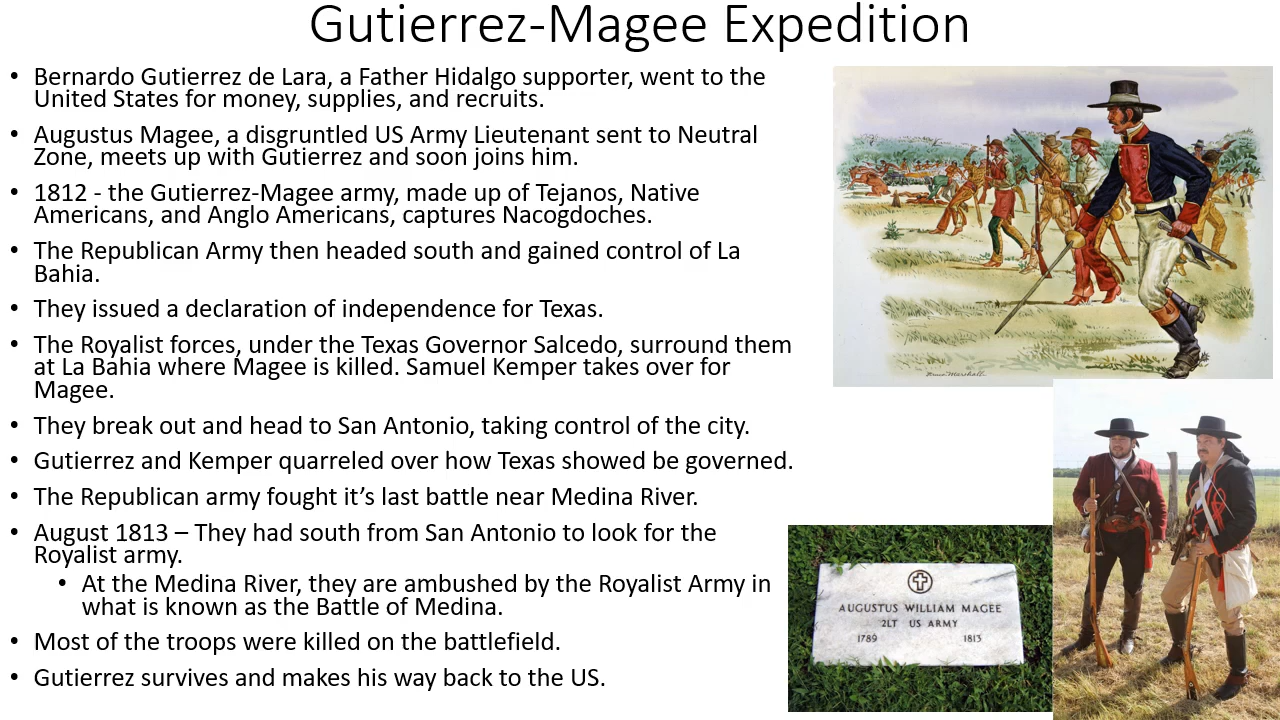 Gutierrez-Magee Expedition
• Bernardo Gutierrez de Lara, a Father Hidalgo supporter, went to the
United States for money, supplies, and recruits.
• Augustus Magee, a disgruntled US Army Lieutenant sent to Neutral
Zone, meets up with Gutierrez and soon joins him.
• 1812 - the Gutierrez-Magee army, made up of Tejanos, Native
Americans, and Anglo Americans, captures Nacogdoches.
• The Republican Army then headed south and gained control of La
Bahia.
• They issued a declaration of independence for Texas.
• The Royalist forces, under the Texas Governor Salcedo, surround them
at La Bahia where Magee is killed. Samuel Kemper takes over for
Magee.
• They break out and head to San Antonio, taking control of the city.
• Gutierrez and Kemper quarreled over how Texas showed be governed.
• The Republican army fought it’s last battle near Medina River.
• August 1813 – They had south from San Antonio to look for the
Royalist army.
• At the Medina River, they are ambushed by the Royalist Army in
what is known as the Battle of Medina.
• Most of the troops were killed on the battlefield.
• Gutierrez survives and makes his way back to the US.
AUGUSTUS WILLIAM MAGEE
2LT US ARMY
1789 1813